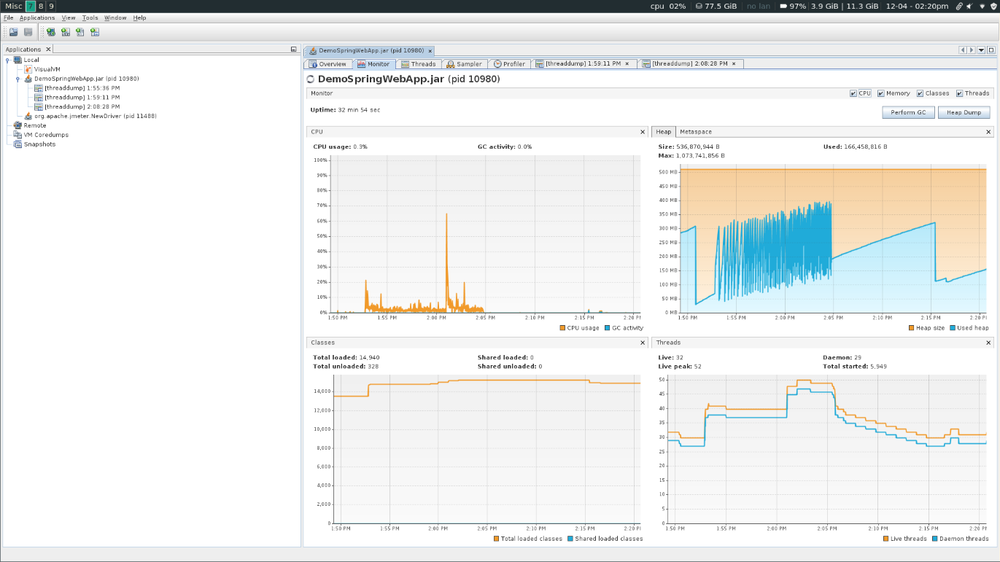 Misc 7 8 9 cpu 02% 77.5 GiB no lan 97% 3.9 GiB | 11.3 GiB 12-04 - 02:20pm
File Applications View Tools Window Help
Applications
Local
VisualVM
DemoSpringWebApp.jar (pid 10980)
[threaddump] 1:55:36 PM
[threaddump] 1:59:11 PM
[threaddump] 2:08:28 PM
org.apache.jmeter.NewDriver (pid 11488)
Remote
VM Coredumps
Snapshots
DemoSpringWebApp.jar (pid 10980)
Overview Monitor Threads Sampler Profiler [threaddump] 1:59:11 PM [threaddump] 2:08:28 PM
DemoSpringWebApp.jar (pid 10980)
Monitor CPU Memory Classes Threads
Uptime: 32 min 54 sec
Perform GC Heap Dump
CPU
CPU usage: 0.3% GC activity: 0.0%
100%
90%
80%
70%
60%
50%
40%
30%
20%
10%
0%
1:50 PM 1:55 PM 2:00 PM 2:05 PM 2:10 PM 2:15 PM 2:20 PM
CPU usage GC activity
Heap Metaspace
Size: 536,870,944 B Used: 166,458,816 B
Max: 1,073,741,856 B
500 MB
450 MB
400 MB
350 MB
300 MB
250 MB
200 MB
150 MB
100 MB
50 MB
0 MB
1:50 PM 1:55 PM 2:00 PM 2:05 PM 2:10 PM 2:15 PM 2:20 PM
Heap size Used heap
Classes
Total loaded: 14,940 Shared loaded: 0
Total unloaded: 328 Shared unloaded: 0
14,000
12,000
10,000
8,000
6,000
4,000
2,000
0
1:50 PM 1:55 PM 2:00 PM 2:05 PM 2:10 PM 2:15 PM 2:20 PM
Total loaded classes Shared loaded classes
Threads
Live: 32 Daemon: 29
Live peak: 52 Total started: 5,949
50
45
40
35
30
25
20
15
10
5
0
1:50 PM 1:55 PM 2:00 PM 2:05 PM 2:10 PM 2:15 PM 2:20 PM
Live threads Daemon threads